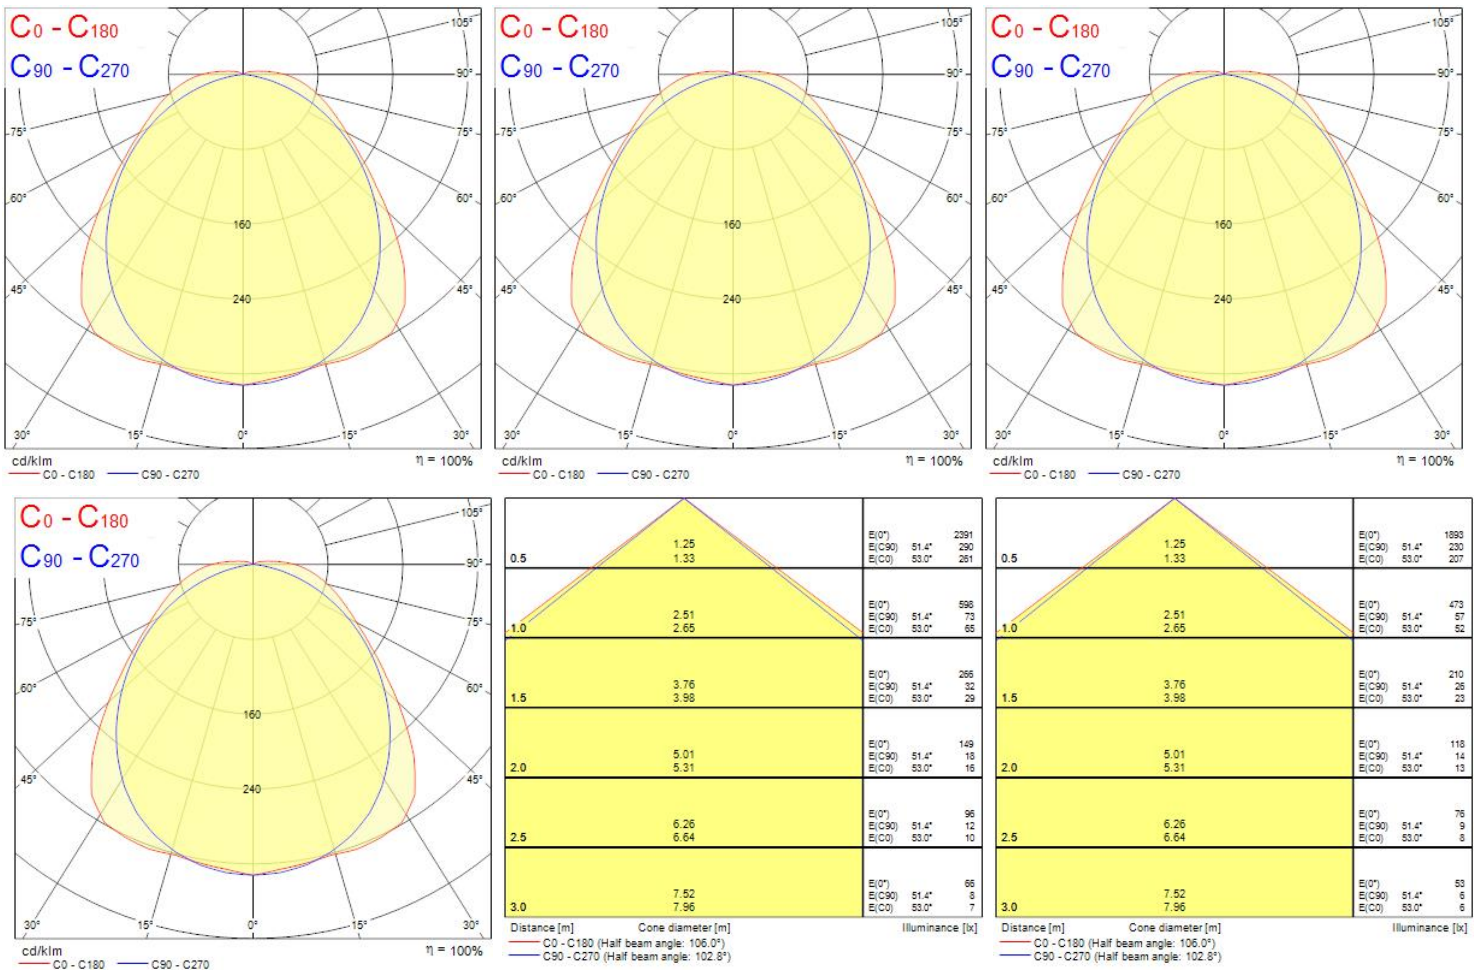 C0 - C180
C90 - C270
105°
90°
75°
75°
60°
60°
45°
45°
160
240
30° 15° 0° 15° 30°
cd/klm η = 100%
C0 - C180 C90 - C270
C0 - C180
C90 - C270
105°
90°
75°
75°
60°
60°
45°
45°
160
240
30° 15° 0° 15° 30°
cd/klm η = 100%
C0 - C180 C90 - C270
C0 - C180
C90 - C270
105°
90°
75°
75°
60°
60°
45°
45°
160
240
30° 15° 0° 15° 30°
cd/klm η = 100%
C0 - C180 C90 - C270
C0 - C180
C90 - C270
105°
90°
75°
75°
60°
60°
45°
45°
160
240
30° 15° 0° 15° 30°
cd/klm η = 100%
C0 - C180 C90 - C270
E(0°) 2391
1.25 E(C90) 51.4° 290
0.5 1.33 E(C0) 53.0° 261
E(0°) 598
2.51 E(C90) 51.4° 73
1.0 2.65 E(C0) 53.0° 65
E(0°) 266
3.76 E(C90) 51.4° 32
1.5 3.98 E(C0) 53.0° 29
E(0°) 149
5.01 E(C90) 51.4° 18
2.0 5.31 E(C0) 53.0° 16
E(0°) 96
6.26 E(C90) 51.4° 12
2.5 6.64 E(C0) 53.0° 10
E(0°) 66
7.52 E(C90) 51.4° 8
3.0 7.96 E(C0) 53.0° 7
Distance [m] Cone diameter [m] Illuminance [lx]
C0 - C180 (Half beam angle: 106.0°)
C90 - C270 (Half beam angle: 102.8°)
E(0°) 1893
1.25 E(C90) 51.4° 230
0.5 1.33 E(C0) 53.0° 207
E(0°) 473
2.51 E(C90) 51.4° 57
1.0 2.65 E(C0) 53.0° 52
E(0°) 210
3.76 E(C90) 51.4° 26
1.5 3.98 E(C0) 53.0° 23
E(0°) 118
5.01 E(C90) 51.4° 14
2.0 5.31 E(C0) 53.0° 13
E(0°) 76
6.26 E(C90) 51.4° 9
2.5 6.64 E(C0) 53.0° 8
E(0°) 53
7.52 E(C90) 51.4° 6
3.0 7.96 E(C0) 53.0° 6
Distance [m] Cone diameter [m] Illuminance [lx]
C0 - C180 (Half beam angle: 106.0°)
C90 - C270 (Half beam angle: 102.8°)